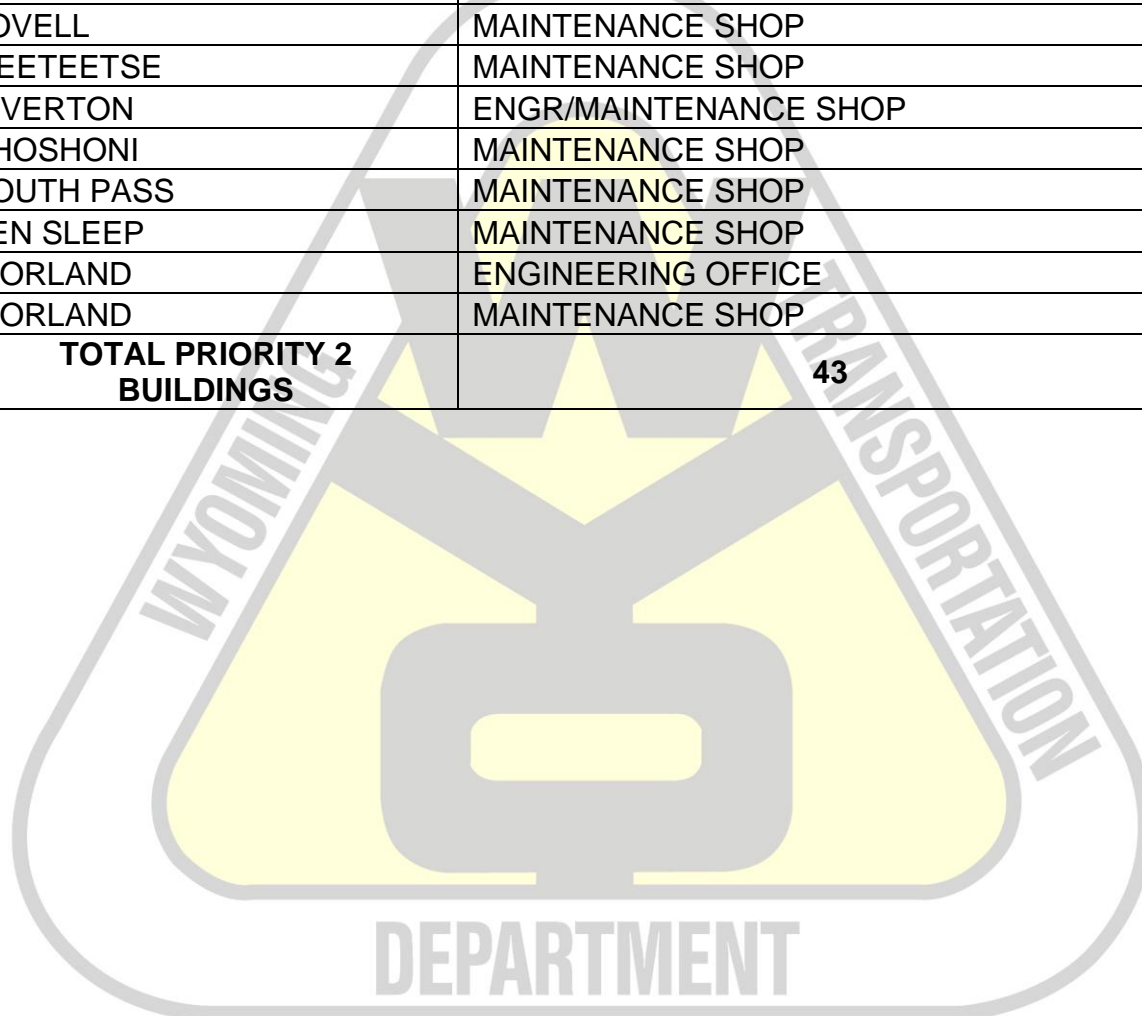 OVELL MAINTENANCE SHOP
EETEETSE MAINTENANCE SHOP
VERTON ENGR/MAINTENANCE SHOP
HOSHONI MAINTENANCE SHOP
OUTH PASS MAINTENANCE SHOP
EN SLEEP MAINTENANCE SHOP
ORLAND ENGINEERING OFFICE
ORLAND MAINTENANCE SHOP
TOTAL PRIORITY 2
BUILDINGS
43
WYOMING
TRANSPORTATION
DEPARTMENT